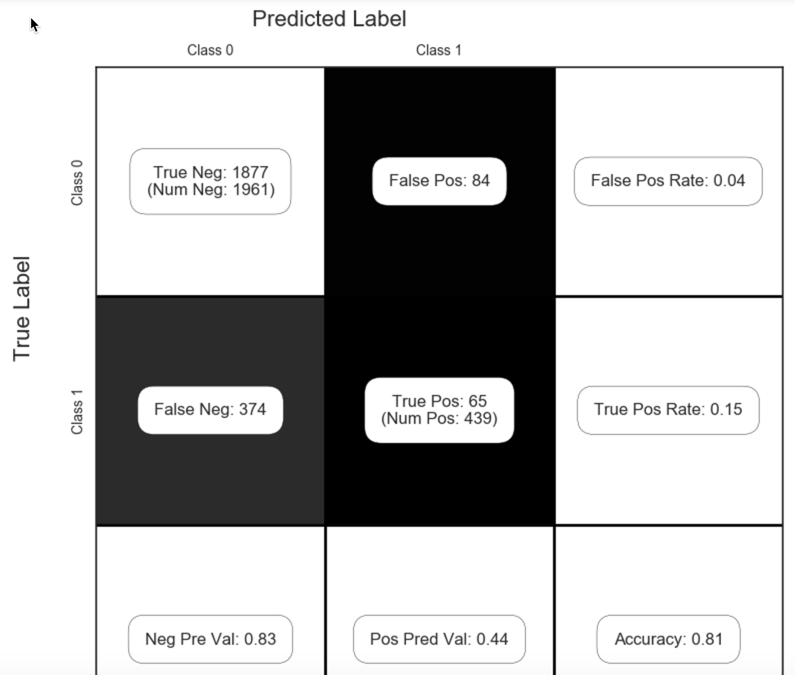 Predicted Label
Class 0
Class 1
True Label
Class 0
True Neg: 1877
(Num Neg: 1961)
False Pos: 84
False Pos Rate: 0.04
Class 1
False Neg: 374
True Pos: 65
(Num Pos: 439)
True Pos Rate: 0.15
Neg Pre Val: 0.83
Pos Pred Val: 0.44
Accuracy: 0.81